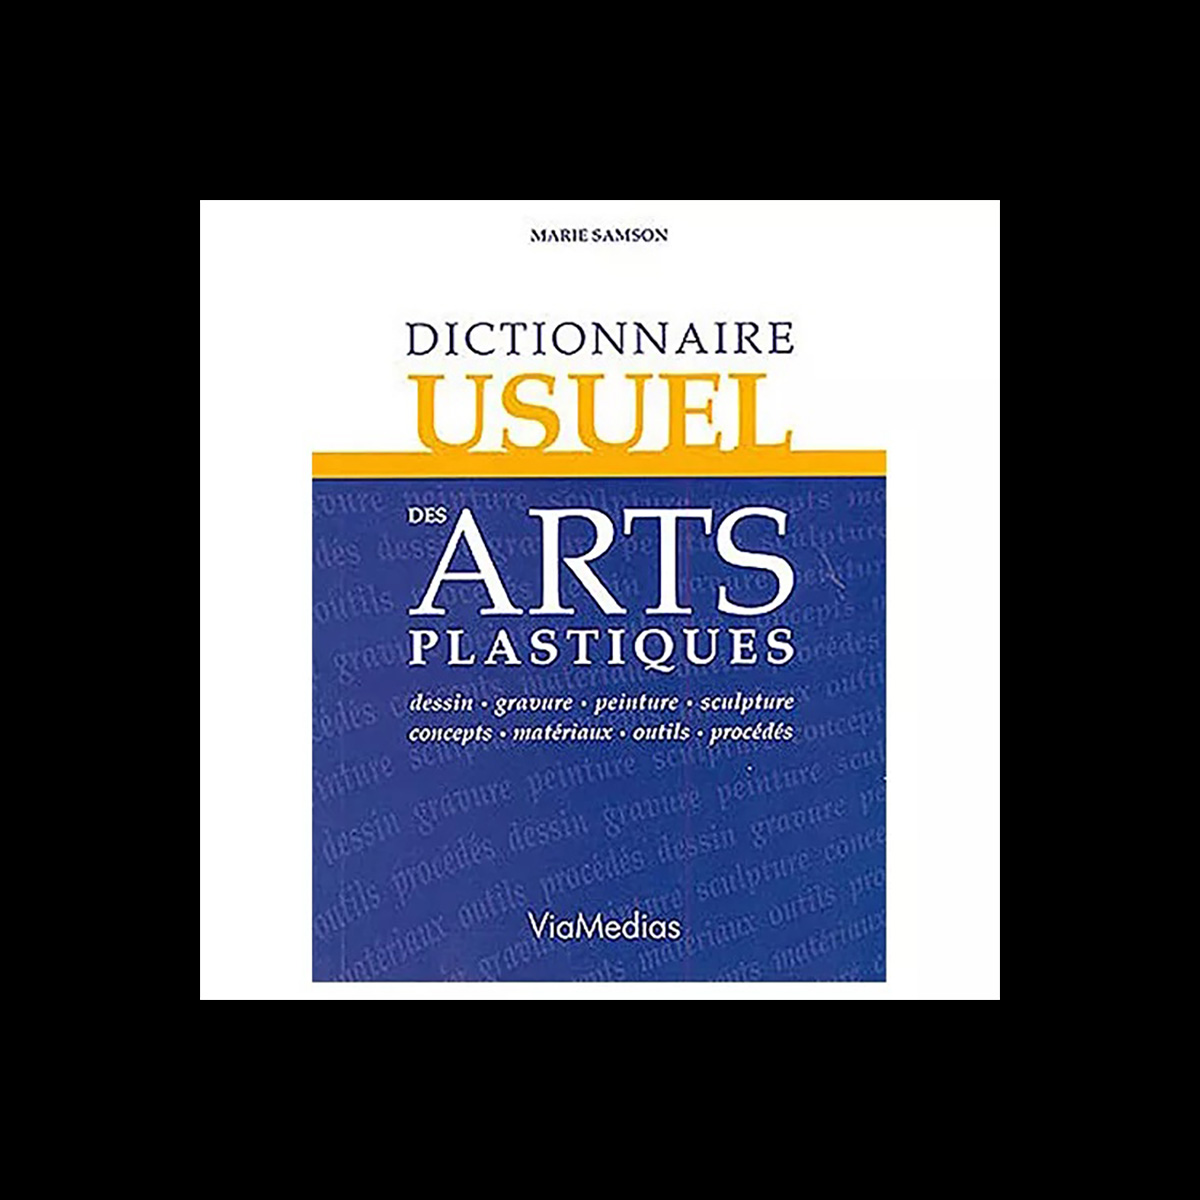 MARIE SAMSON
DICTIONNAIRE
USUEL
DES ARTS
PLASTIQUES
dessin • gravure • peinture • sculpture
concepts • matériaux • outils • procédés
ViaMedias